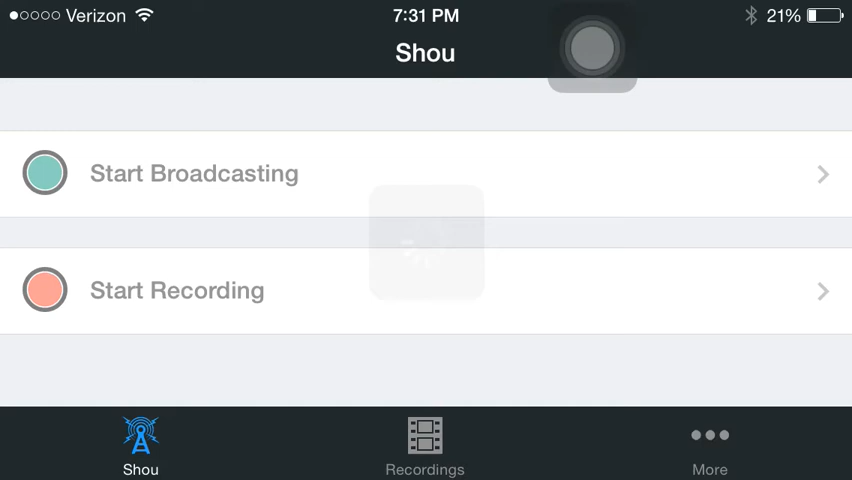 Verizon 7:31 PM 21%
Shou
Start Broadcasting
Start Recording
Shou Recordings More